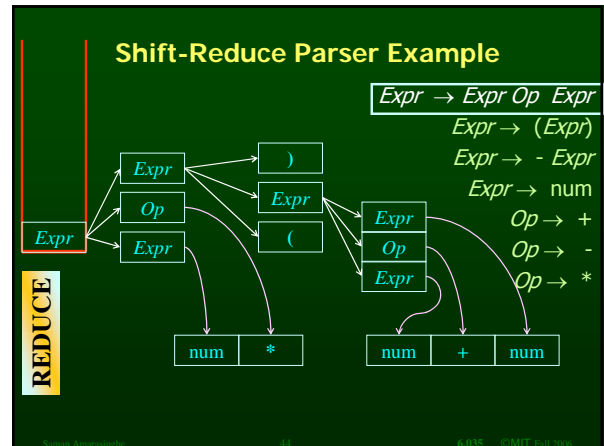 Shift-Reduce Parser Example
Expr → Expr Op Expr
Expr → (Expr)
Expr → - Expr
Expr → num
Op → +
Op → -
Op → *
Expr
Expr
Op
Expr
)
Expr
(
Expr
Op
Expr
REDUCE
num *
num + num
Saman Amarasinghe 44 6.035 ©MIT Fall 2006